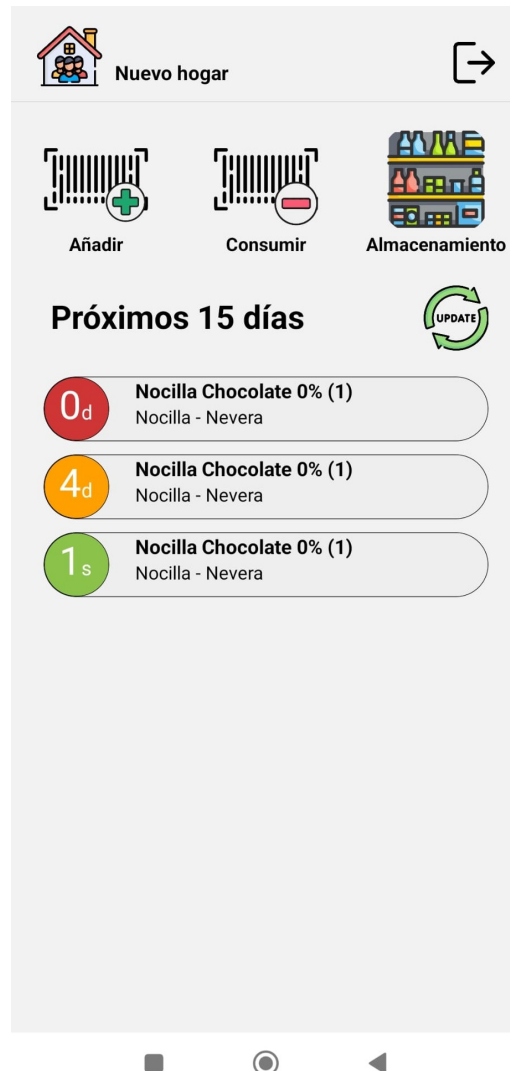 Nuevo hogar
Añadir
Consumir
Almacenamiento
Próximos 15 días
UPDATE
0d
Nocilla Chocolate 0% (1)
Nocilla - Nevera
4d
Nocilla Chocolate 0% (1)
Nocilla - Nevera
1s
Nocilla Chocolate 0% (1)
Nocilla - Nevera